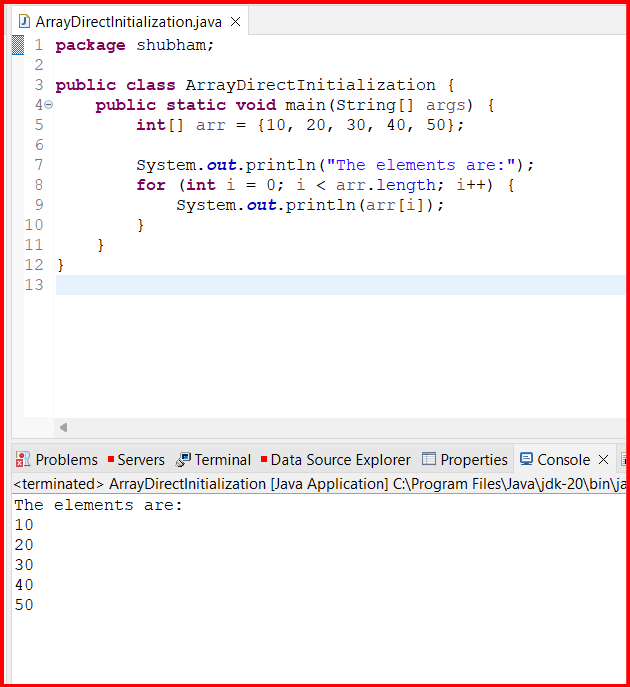 ArrayDirectInitialization.java
1 package shubham;
2
3 public class ArrayDirectInitialization {
4 public static void main(String[] args) {
5 int[] arr = {10, 20, 30, 40, 50};
6
7 System.out.println("The elements are:");
8 for (int i = 0; i < arr.length; i++) {
9 System.out.println(arr[i]);
10 }
11 }
12 }
13
Problems Servers Terminal Data Source Explorer Properties Console
<terminated> ArrayDirectInitialization [Java Application] C:\Program Files\Java\jdk-20\bin\ja
The elements are:
10
20
30
40
50